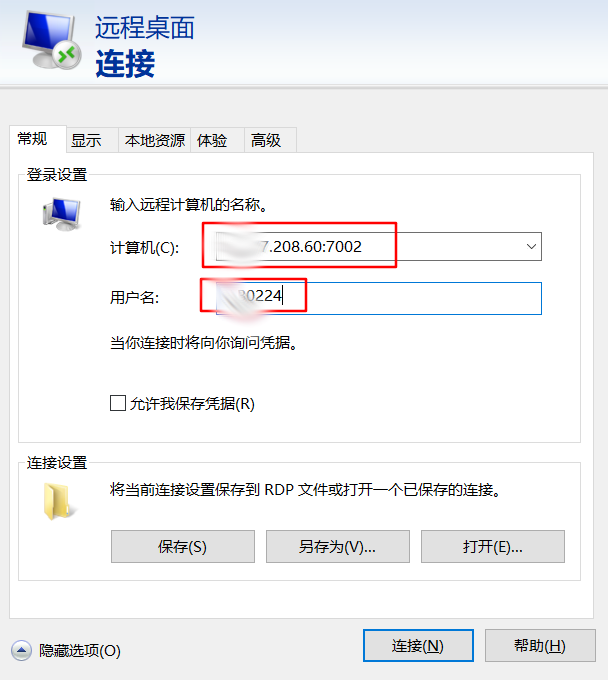 远程桌面
连接
常规 显示 本地资源 体验 高级
登录设置
输入远程计算机的名称。
计算机(C): 7.208.60:7002
用户名: 30224
当你连接时将向你询问凭据。
允许我保存凭据(R)
连接设置
将当前连接设置保存到 RDP 文件或打开一个已保存的连接。
保存(S) 另存为(V)... 打开(E)...
隐藏选项(O) 连接(N) 帮助(H)